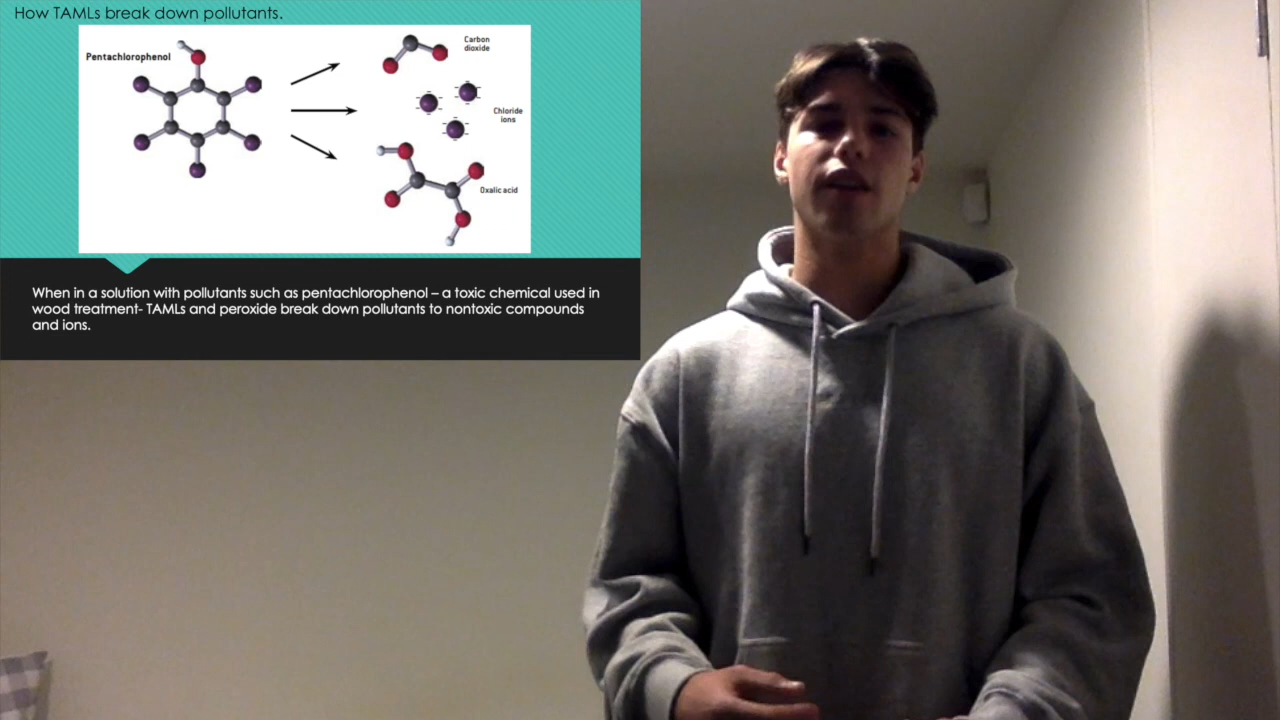 How TAMLs break down pollutants.
Pentachlorophenol
Carbon
dioxide
Chloride
ions
Oxalic acid
When in a solution with pollutants such as pentachlorophenol – a toxic chemical used in
wood treatment- TAMLs and peroxide break down pollutants to nontoxic compounds
and ions.